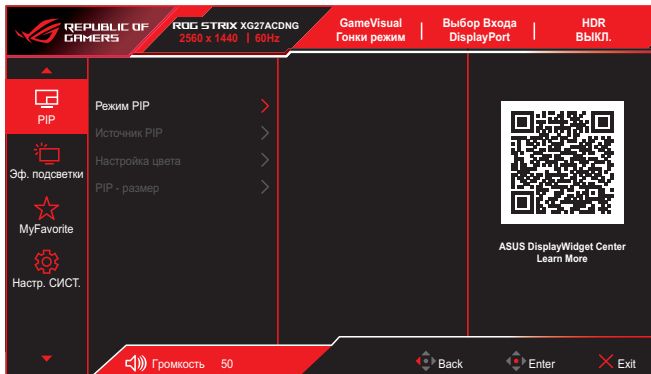 REPUBLIC OF
GAMERS
ROG STRIX XG27ACDNG
2560 x 1440 | 60Hz
GameVisual
Гонки режим
Выбор Входа
DisplayPort
HDR
ВЫКЛ.
PIP
Эф. подсветки
MyFavorite
Настр. СИСТ.
Режим PIP
Источник PIP
Настройка цвета
PIP - размер
ASUS DisplayWidget Center
Learn More
Громкость 50
Back
Enter
Exit